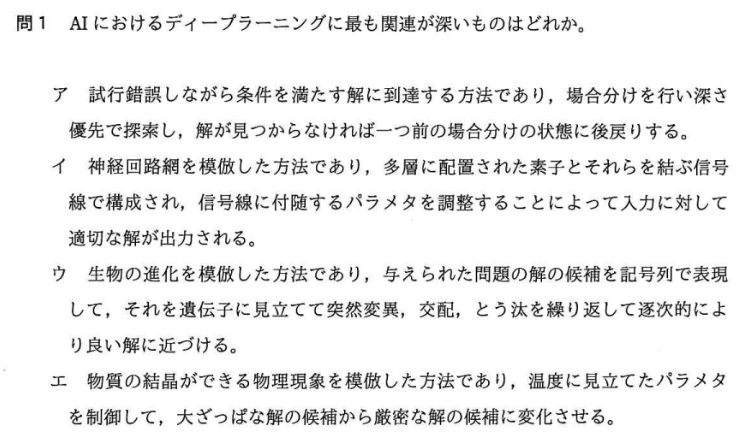 問1 AIにおけるディープラーニングに最も関連が深いものはどれか。
ア 試行錯誤しながら条件を満たす解に到達する方法であり，場合分けを行い深さ
優先で探索し，解が見つからなければ一つ前の場合分けの状態に後戻りする。
イ 神経回路網を模倣した方法であり，多層に配置された素子とそれらを結ぶ信号
線で構成され，信号線に付随するパラメタを調整することによって入力に対して
適切な解が出力される。
ウ 生物の進化を模倣した方法であり，与えられた問題の解の候補を記号列で表現
して，それを遺伝子に見立てて突然変異，交配，とう汰を繰り返して逐次的によ
り良い解に近づける。
エ 物質の結晶ができる物理現象を模倣した方法であり，温度に見立てたパラメタ
を制御して，大ざっぱな解の候補から厳密な解の候補に変化させる。